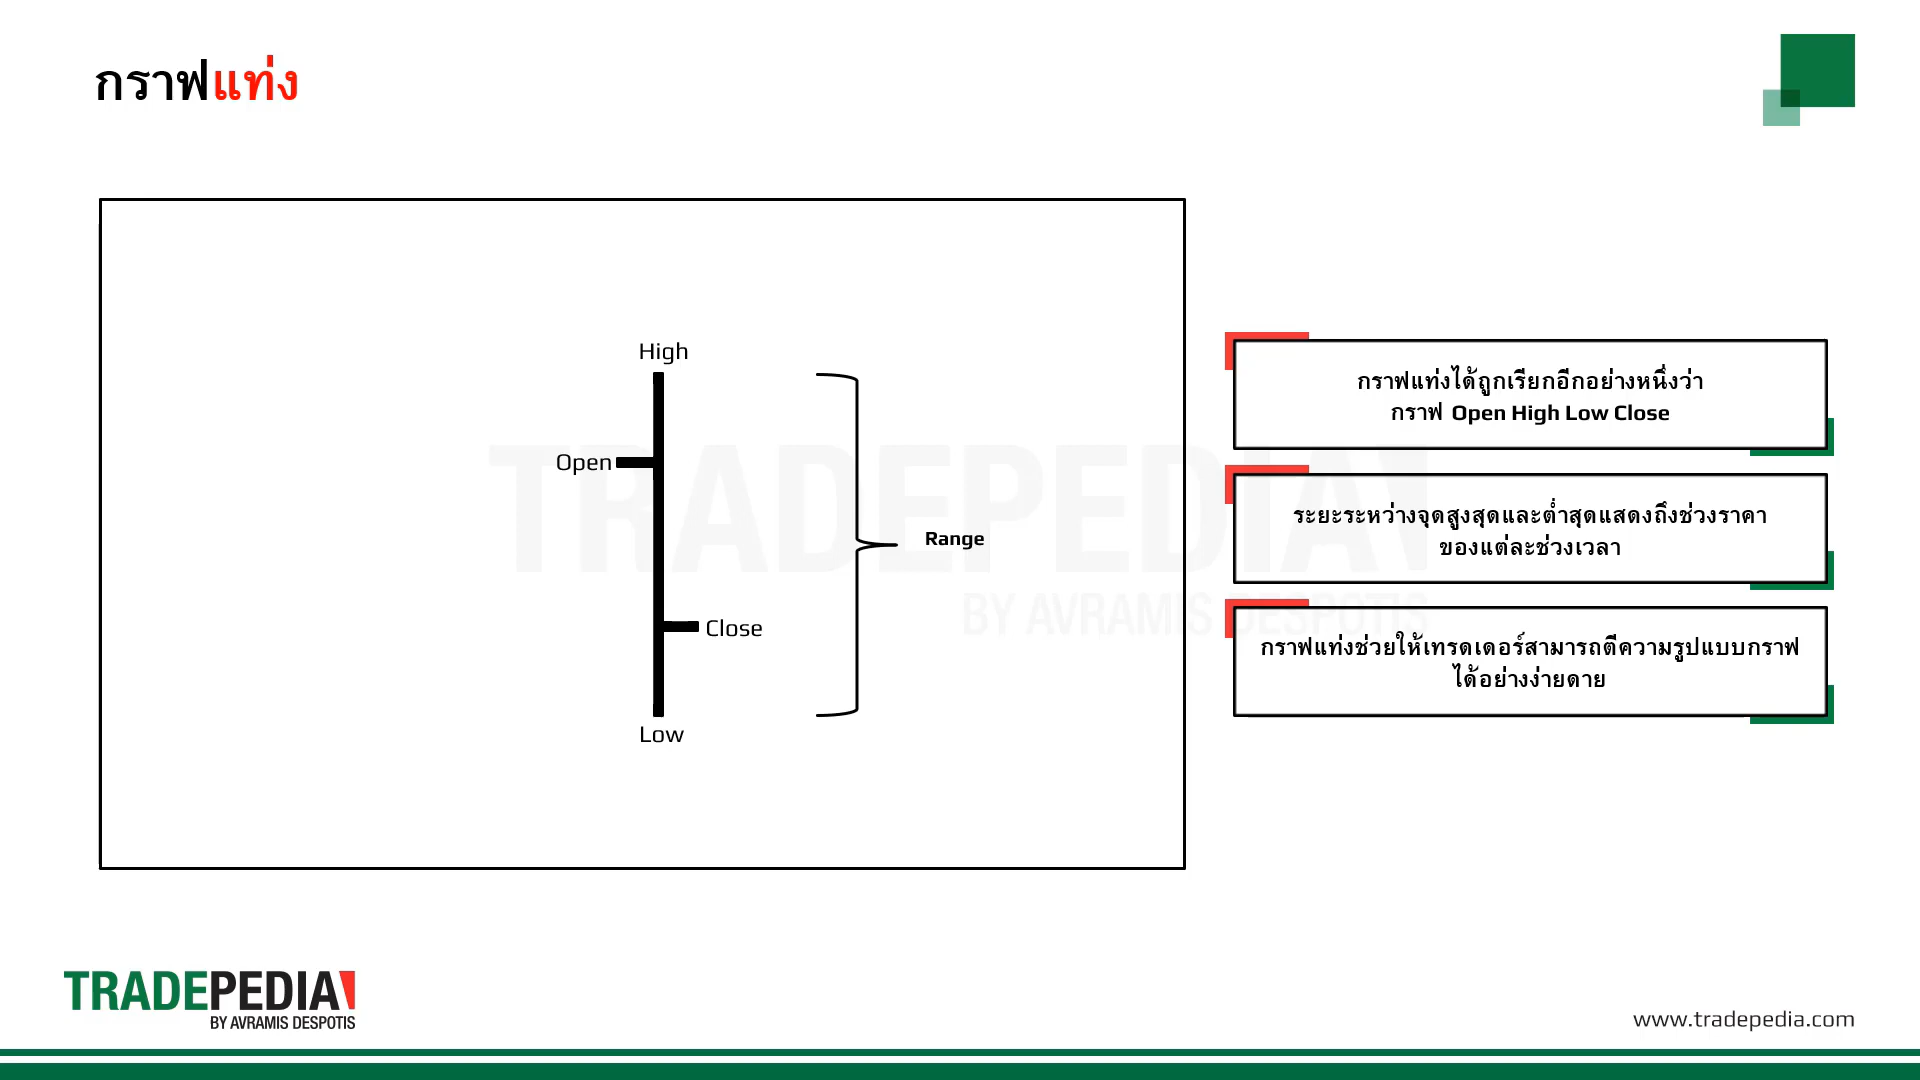 กราฟแท่ง
High
Open
Range
Close
Low
กราฟแท่งได้ถูกเรียกอีกอย่างหนึ่งว่า
กราฟ Open High Low Close
ระยะระหว่างจุดสูงสุดและต่ำสุดแสดงถึงช่วงราคา
ของแต่ละช่วงเวลา
กราฟแท่งช่วยให้เทรดเดอร์สามารถตีความรูปแบบกราฟ
ได้อย่างง่ายดาย
TRADEPEDIA
BY AVRAMIS DESPOTIS
TRADEPEDIA
BY AVRAMIS DESPOTIS
www.tradepedia.com